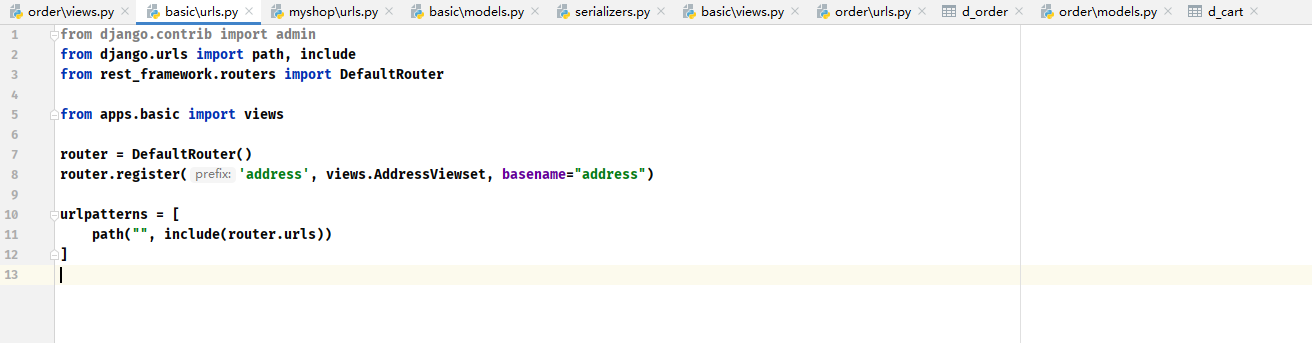 order\views.py basic\urls.py myshop\urls.py basic\models.py serializers.py basic\views.py order\urls.py d_order order\models.py d_cart
1 from django.contrib import admin
2 from django.urls import path, include
3 from rest_framework.routers import DefaultRouter
4
5 from apps.basic import views
6
7 router = DefaultRouter()
8 router.register( prefix: 'address', views.AddressViewset, basename="address")
9
10 urlpatterns = [
11     path("", include(router.urls))
12 ]
13